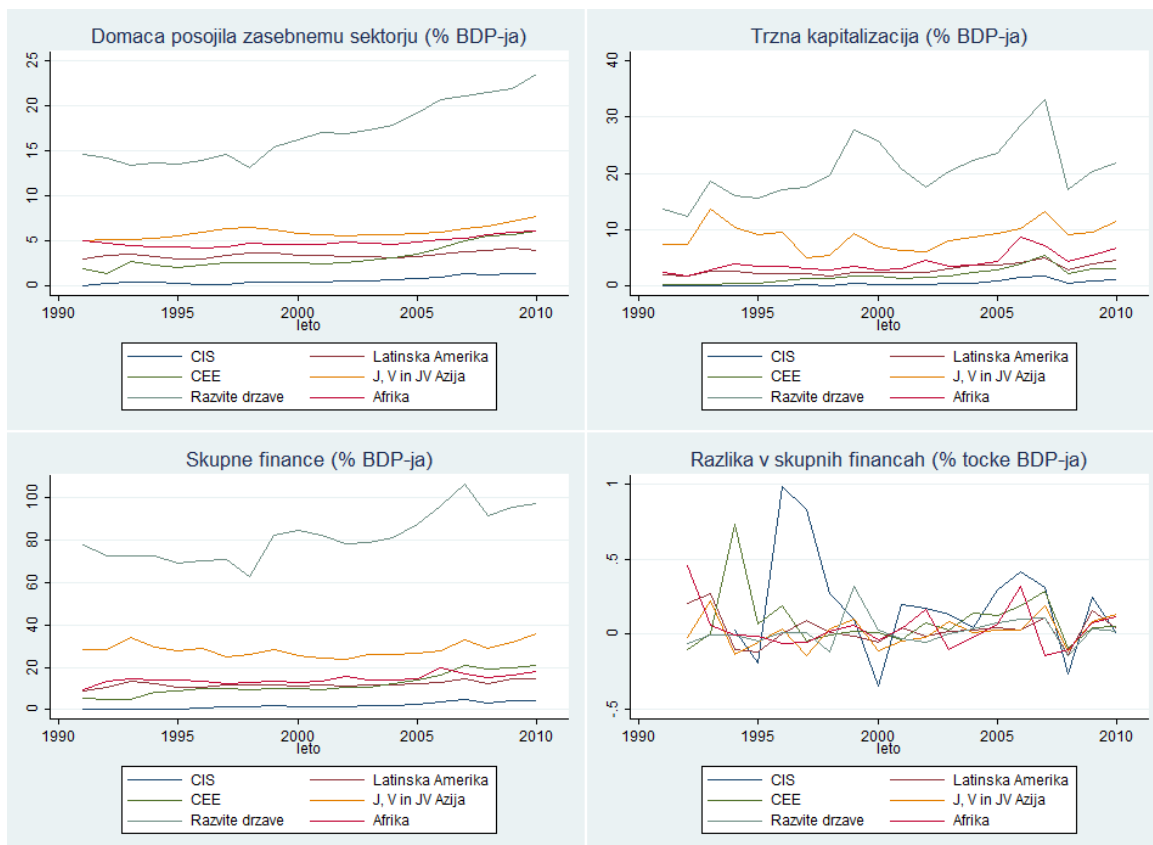 Domaca posojila zasebnemu sektorju (% BDP-ja)
25
20
15
10
5
0
1990 1995 2000 2005 2010
leto
CIS Latinska Amerika
CEE J, V in JV Azija
Razvite drzave Afrika
Trzna kapitalizacija (% BDP-ja)
40
30
20
10
0
1990 1995 2000 2005 2010
leto
CIS Latinska Amerika
CEE J, V in JV Azija
Razvite drzave Afrika
Skupne finance (% BDP-ja)
100
80
60
40
20
0
1990 1995 2000 2005 2010
leto
CIS Latinska Amerika
CEE J, V in JV Azija
Razvite drzave Afrika
Razlika v skupnih financah (% tocke BDP-ja)
1
.5
0
-.5
1990 1995 2000 2005 2010
leto
CIS Latinska Amerika
CEE J, V in JV Azija
Razvite drzave Afrika